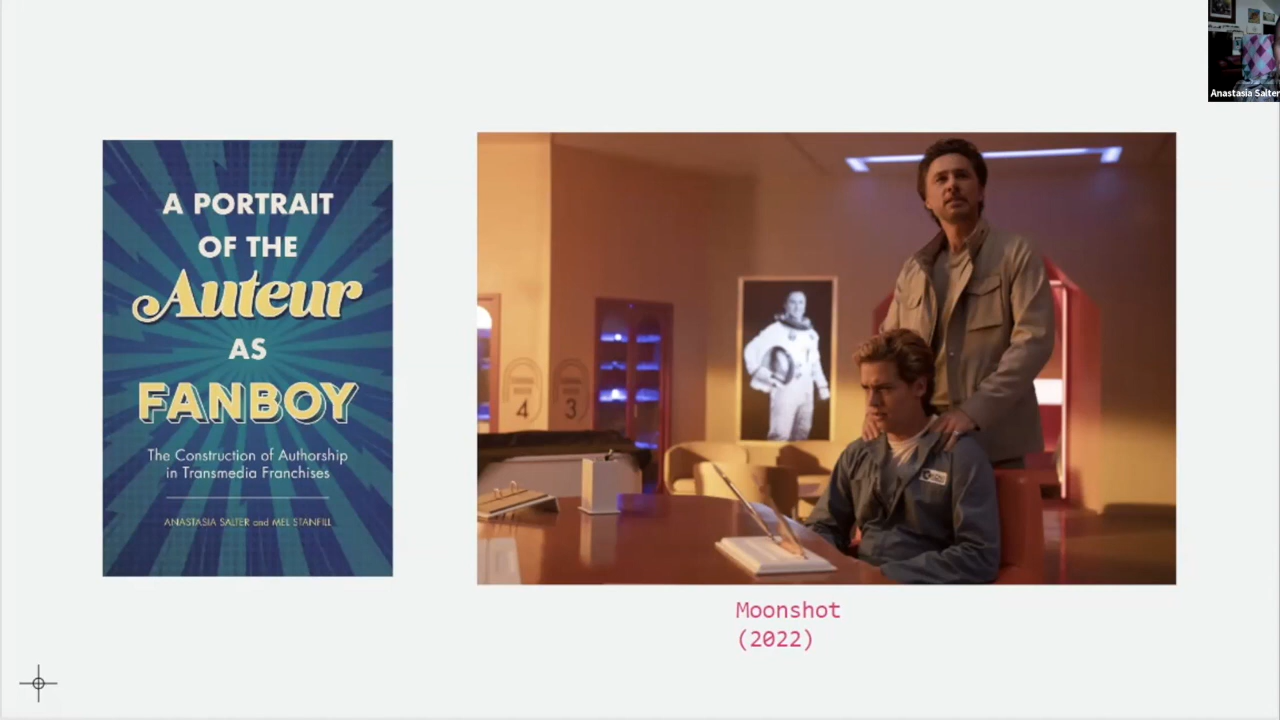 Anastasia Salter
A PORTRAIT
OF THE
Auteur
AS
FANBOY
The Construction of Authorship
in Transmedia Franchises
ANASTASIA SALTER and MEL STANFILL
4
3
Moonshot
(2022)